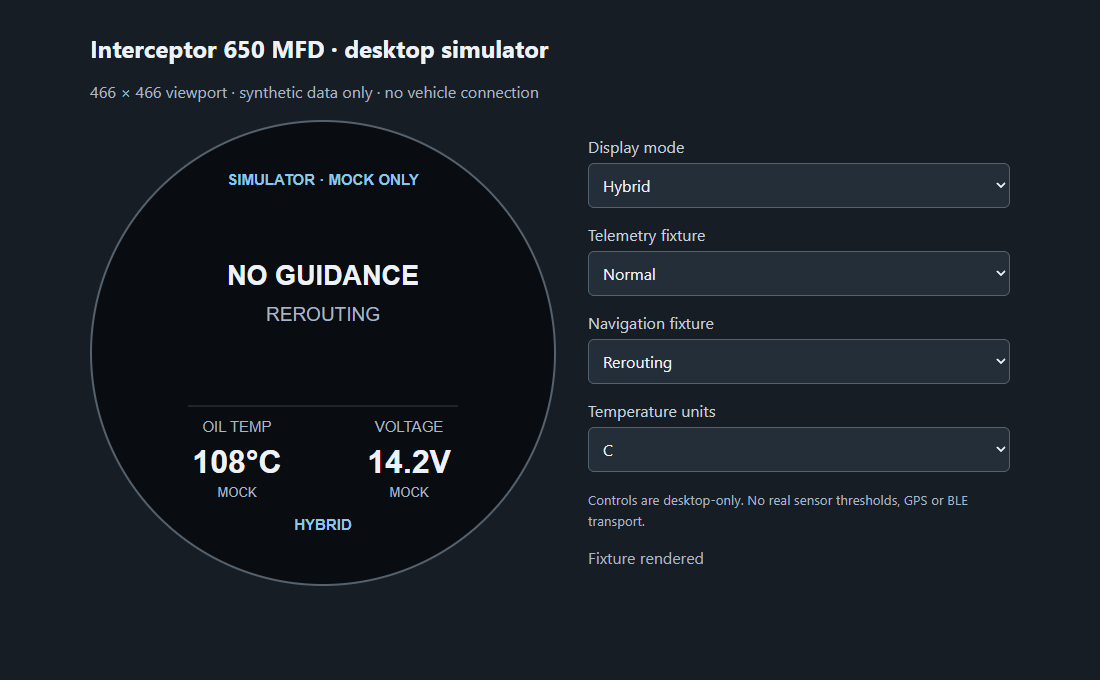 Interceptor 650 MFD · desktop simulator
466 × 466 viewport · synthetic data only · no vehicle connection
SIMULATOR · MOCK ONLY
NO GUIDANCE
REROUTING
OIL TEMP VOLTAGE
108°C 14.2V
MOCK MOCK
HYBRID
Display mode
Hybrid
Telemetry fixture
Normal
Navigation fixture
Rerouting
Temperature units
C
Controls are desktop-only. No real sensor thresholds, GPS or BLE
transport.
Fixture rendered